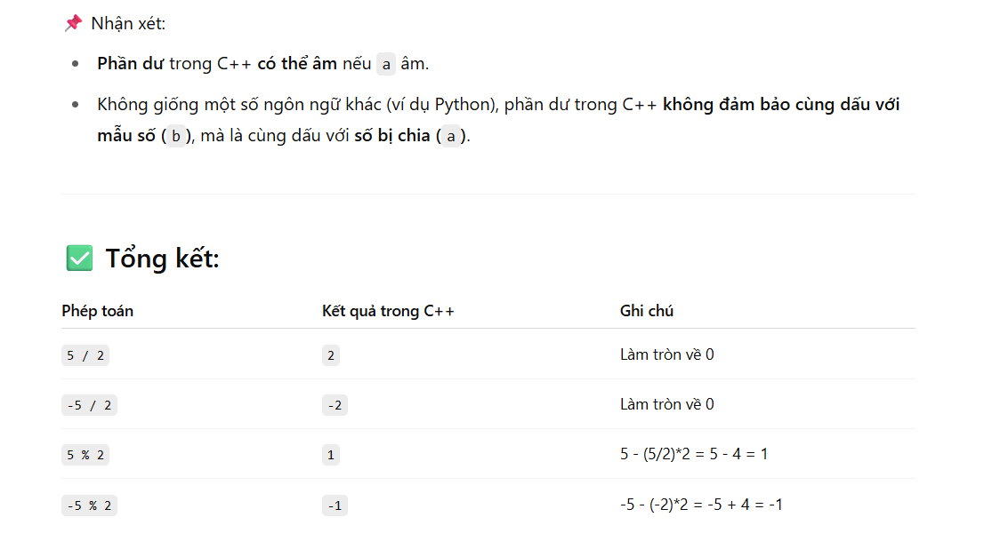 📌 Nhận xét:
• Phần dư trong C++ có thể âm nếu a âm.
• Không giống một số ngôn ngữ khác (ví dụ Python), phần dư trong C++ không đảm bảo cùng dấu với
mẫu số ( b ), mà là cùng dấu với số bị chia ( a ).
✅ Tổng kết:
Phép toán Kết quả trong C++ Ghi chú
5 / 2 2 Làm tròn về 0
-5 / 2 -2 Làm tròn về 0
5 % 2 1 5 - (5/2)*2 = 5 - 4 = 1
-5 % 2 -1 -5 - (-2)*2 = -5 + 4 = -1